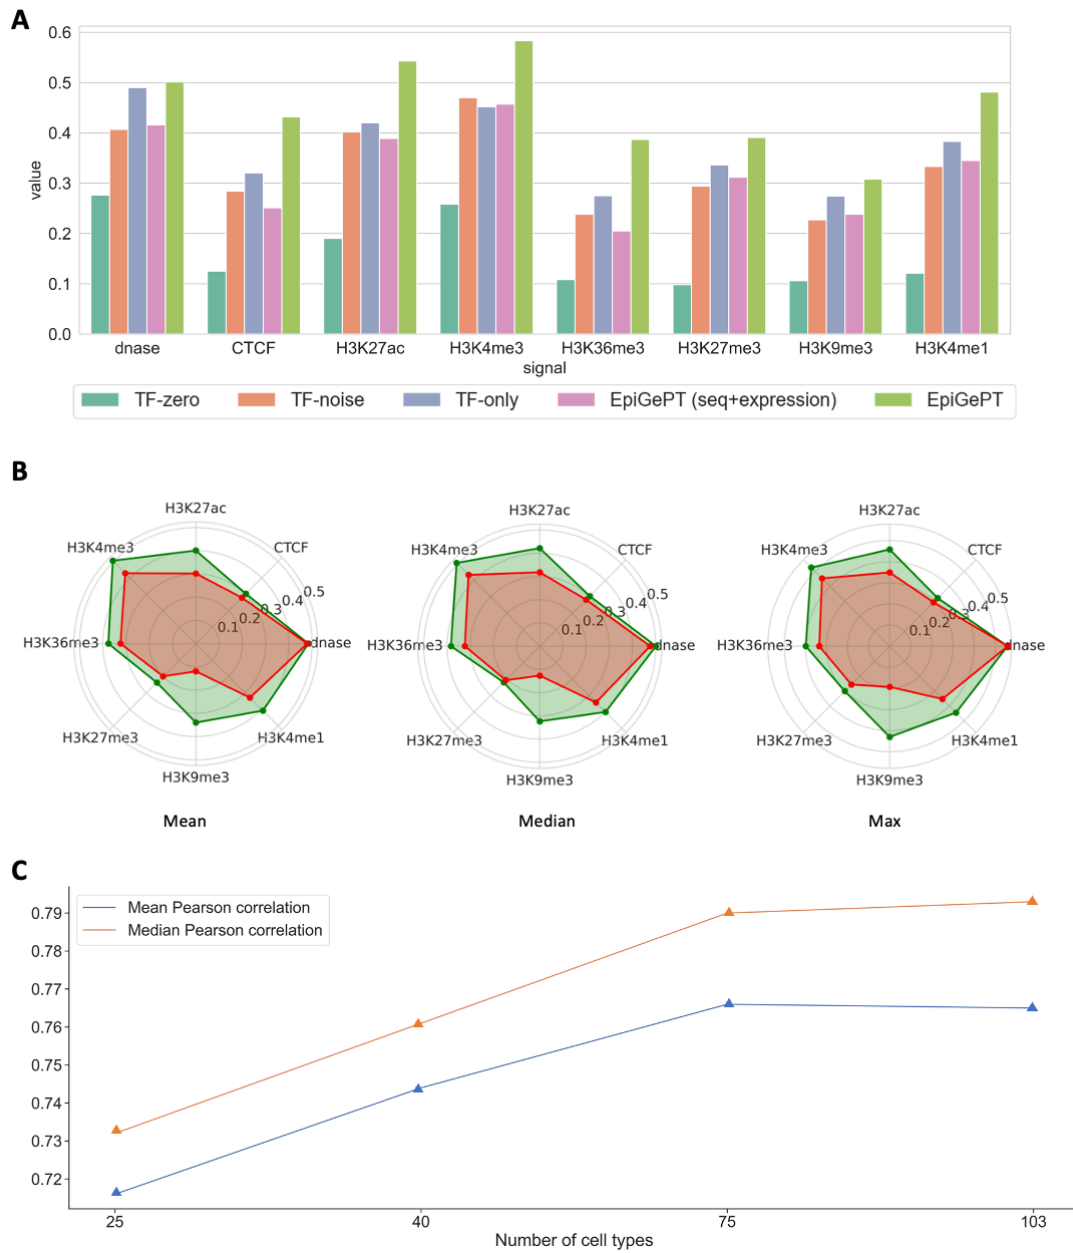 A
0.6
0.5
0.4
0.3
0.2
0.1
0.0
value
dnase CTCF H3K27ac H3K4me3 H3K36me3 H3K27me3 H3K9me3 H3K4me1
signal
TF-zero TF-noise TF-only EpiGePT (seq+expression) EpiGePT
B
H3K27ac
H3K4me3 CTCF
0.1 0.2 0.3 0.4 0.5
H3K36me3 dnase
H3K27me3 H3K4me1
H3K9me3
Mean
H3K27ac
H3K4me3 CTCF
0.1 0.2 0.3 0.4 0.5
H3K36me3 dnase
H3K27me3 H3K4me1
H3K9me3
Median
H3K27ac
H3K4me3 CTCF
0.1 0.2 0.3 0.4 0.5
H3K36me3 dnase
H3K27me3 H3K4me1
H3K9me3
Max
C
Mean Pearson correlation
Median Pearson correlation
0.79
0.78
0.77
0.76
0.75
0.74
0.73
0.72
25 40 75 103
Number of cell types